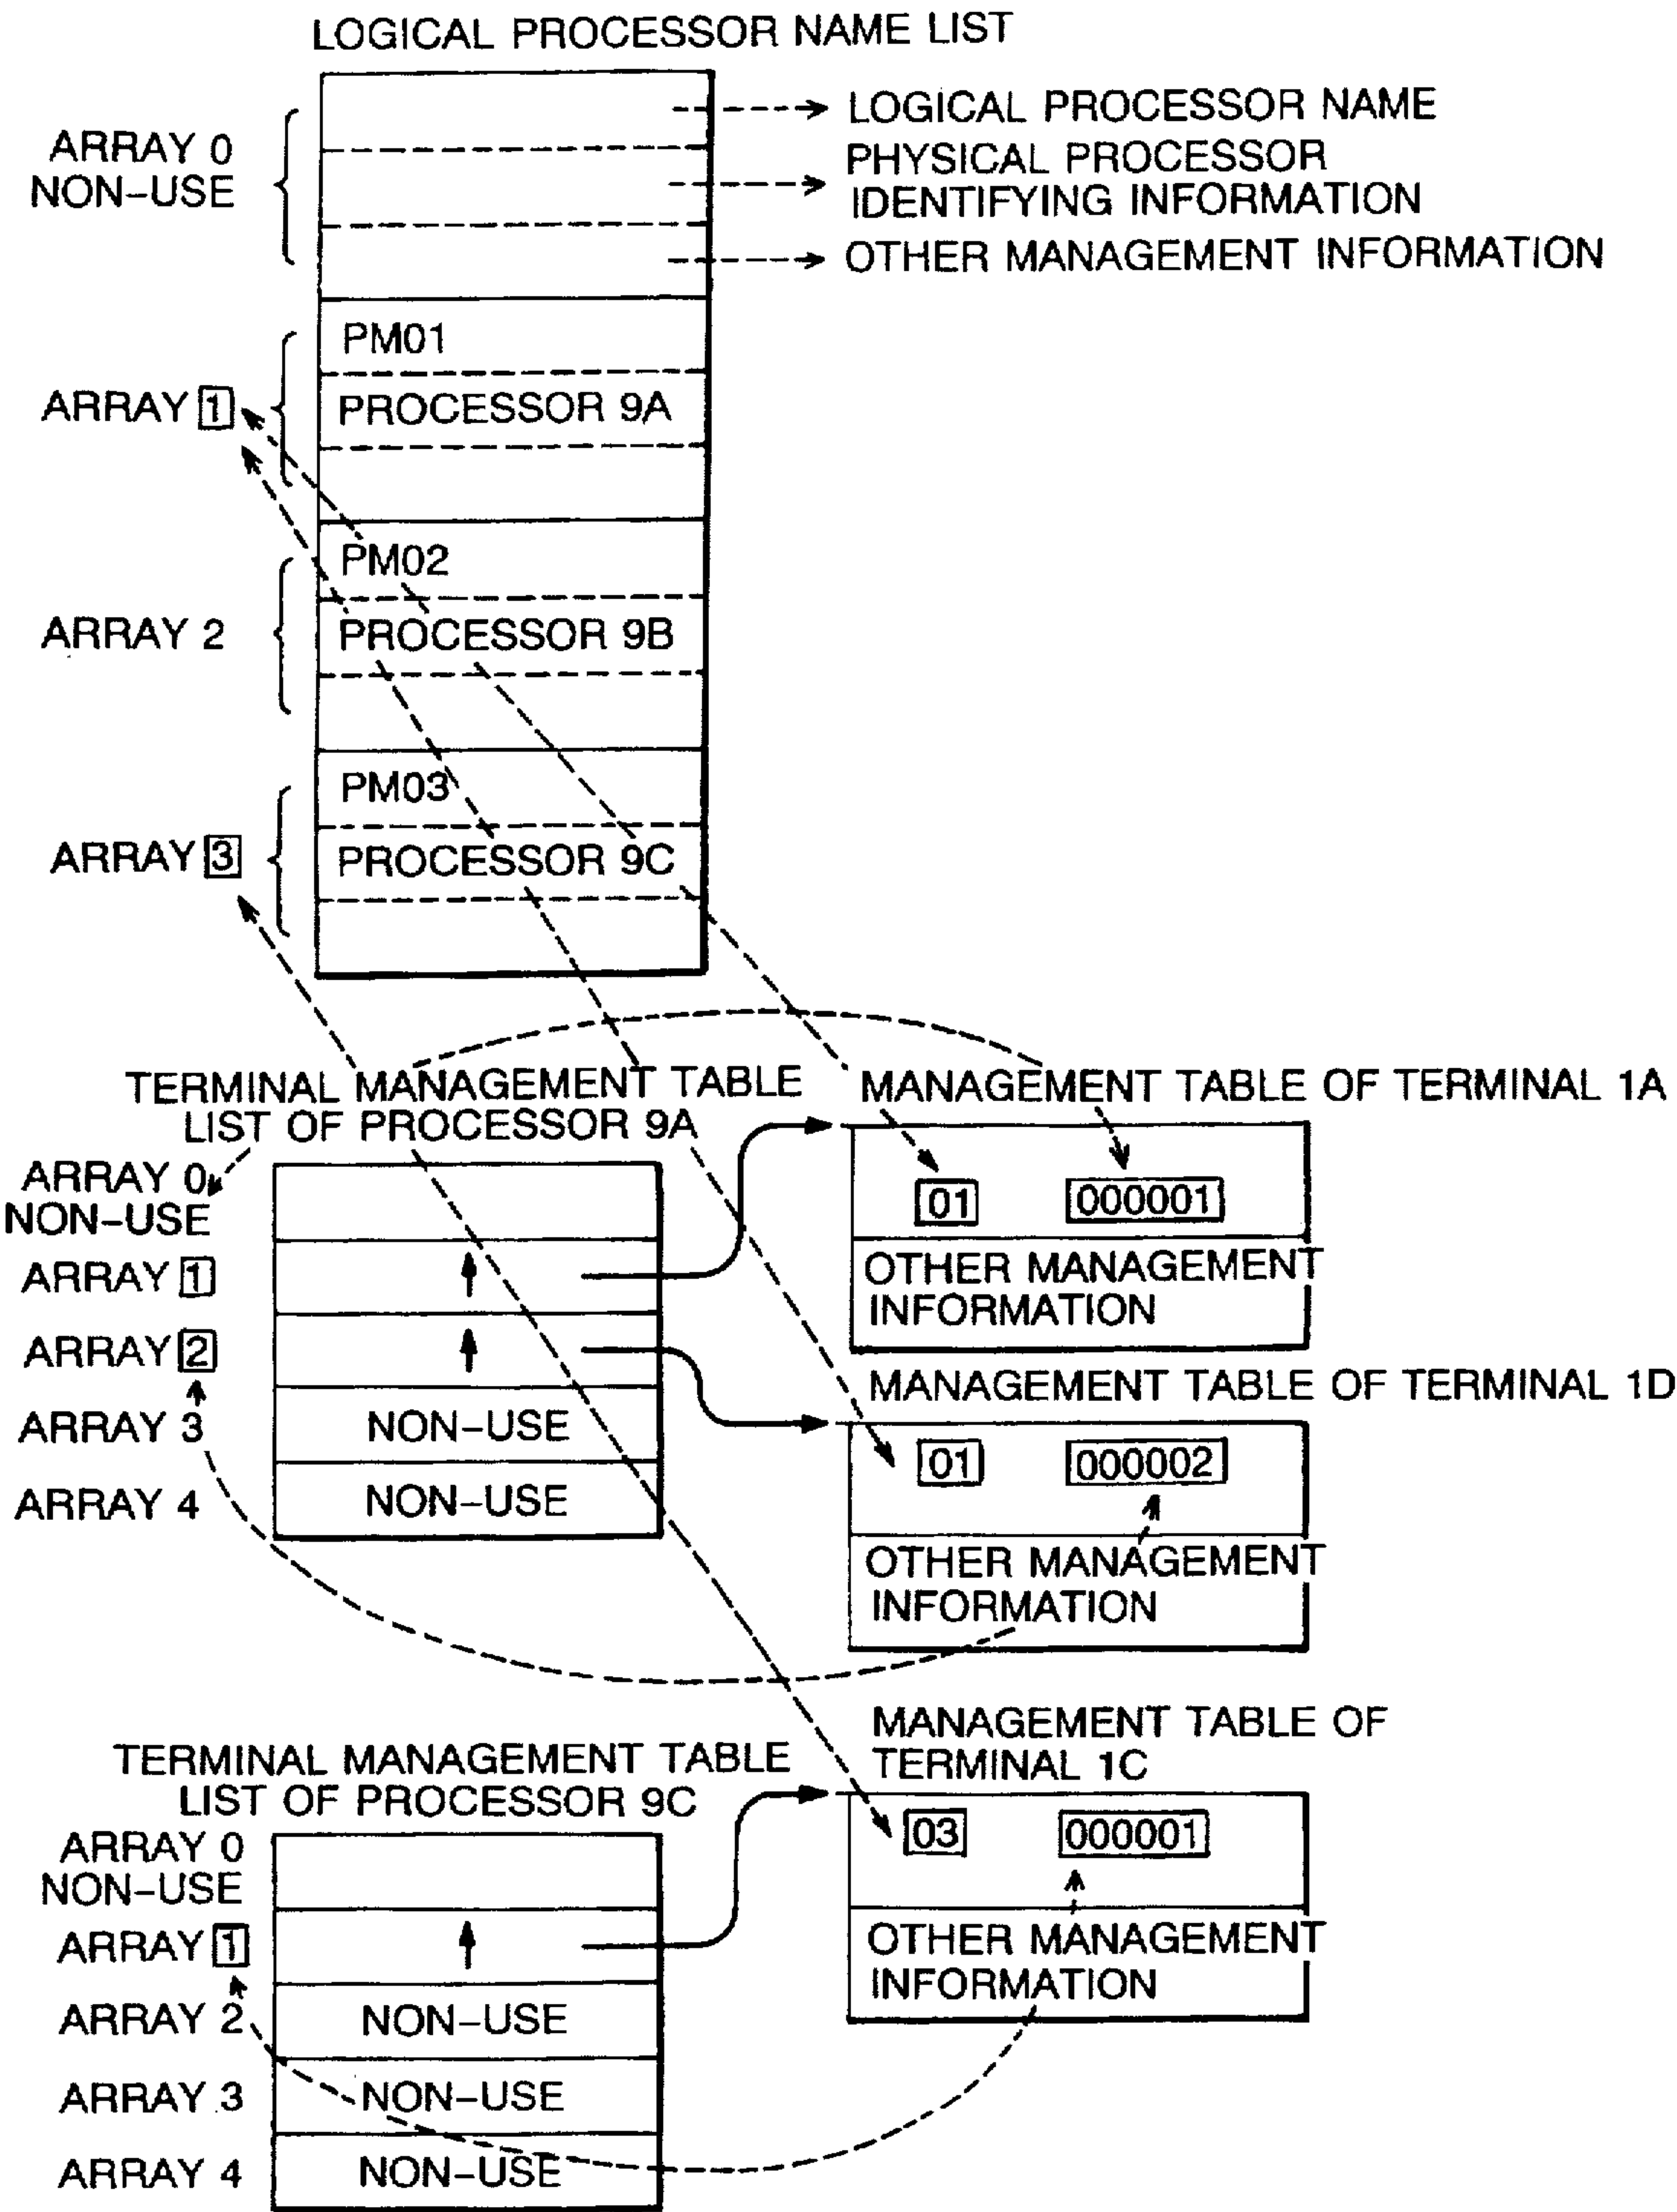 LOGICAL PROCESSOR NAME LIST
LOGICAL PROCESSOR NAME
ARRAY 0
NON-USE
PHYSICAL PROCESSOR
IDENTIFYING INFORMATION
OTHER MANAGEMENT INFORMATION
PM01
ARRAY 1
PROCESSOR 9A
PM02
ARRAY 2
PROCESSOR 9B
PM03
ARRAY 3
PROCESSOR 9C
TERMINAL MANAGEMENT TABLE
LIST OF PROCESSOR 9A
ARRAY 0
NON-USE
ARRAY 1
ARRAY 2
ARRAY 3
NON-USE
ARRAY 4
NON-USE
MANAGEMENT TABLE OF TERMINAL 1A
01 000001
OTHER MANAGEMENT
INFORMATION
MANAGEMENT TABLE OF TERMINAL 1D
01 000002
OTHER MANAGEMENT
INFORMATION
TERMINAL MANAGEMENT TABLE
LIST OF PROCESSOR 9C
ARRAY 0
NON-USE
ARRAY 1
ARRAY 2
NON-USE
ARRAY 3
NON-USE
ARRAY 4
NON-USE
MANAGEMENT TABLE OF
TERMINAL 1C
03 000001
OTHER MANAGEMENT
INFORMATION